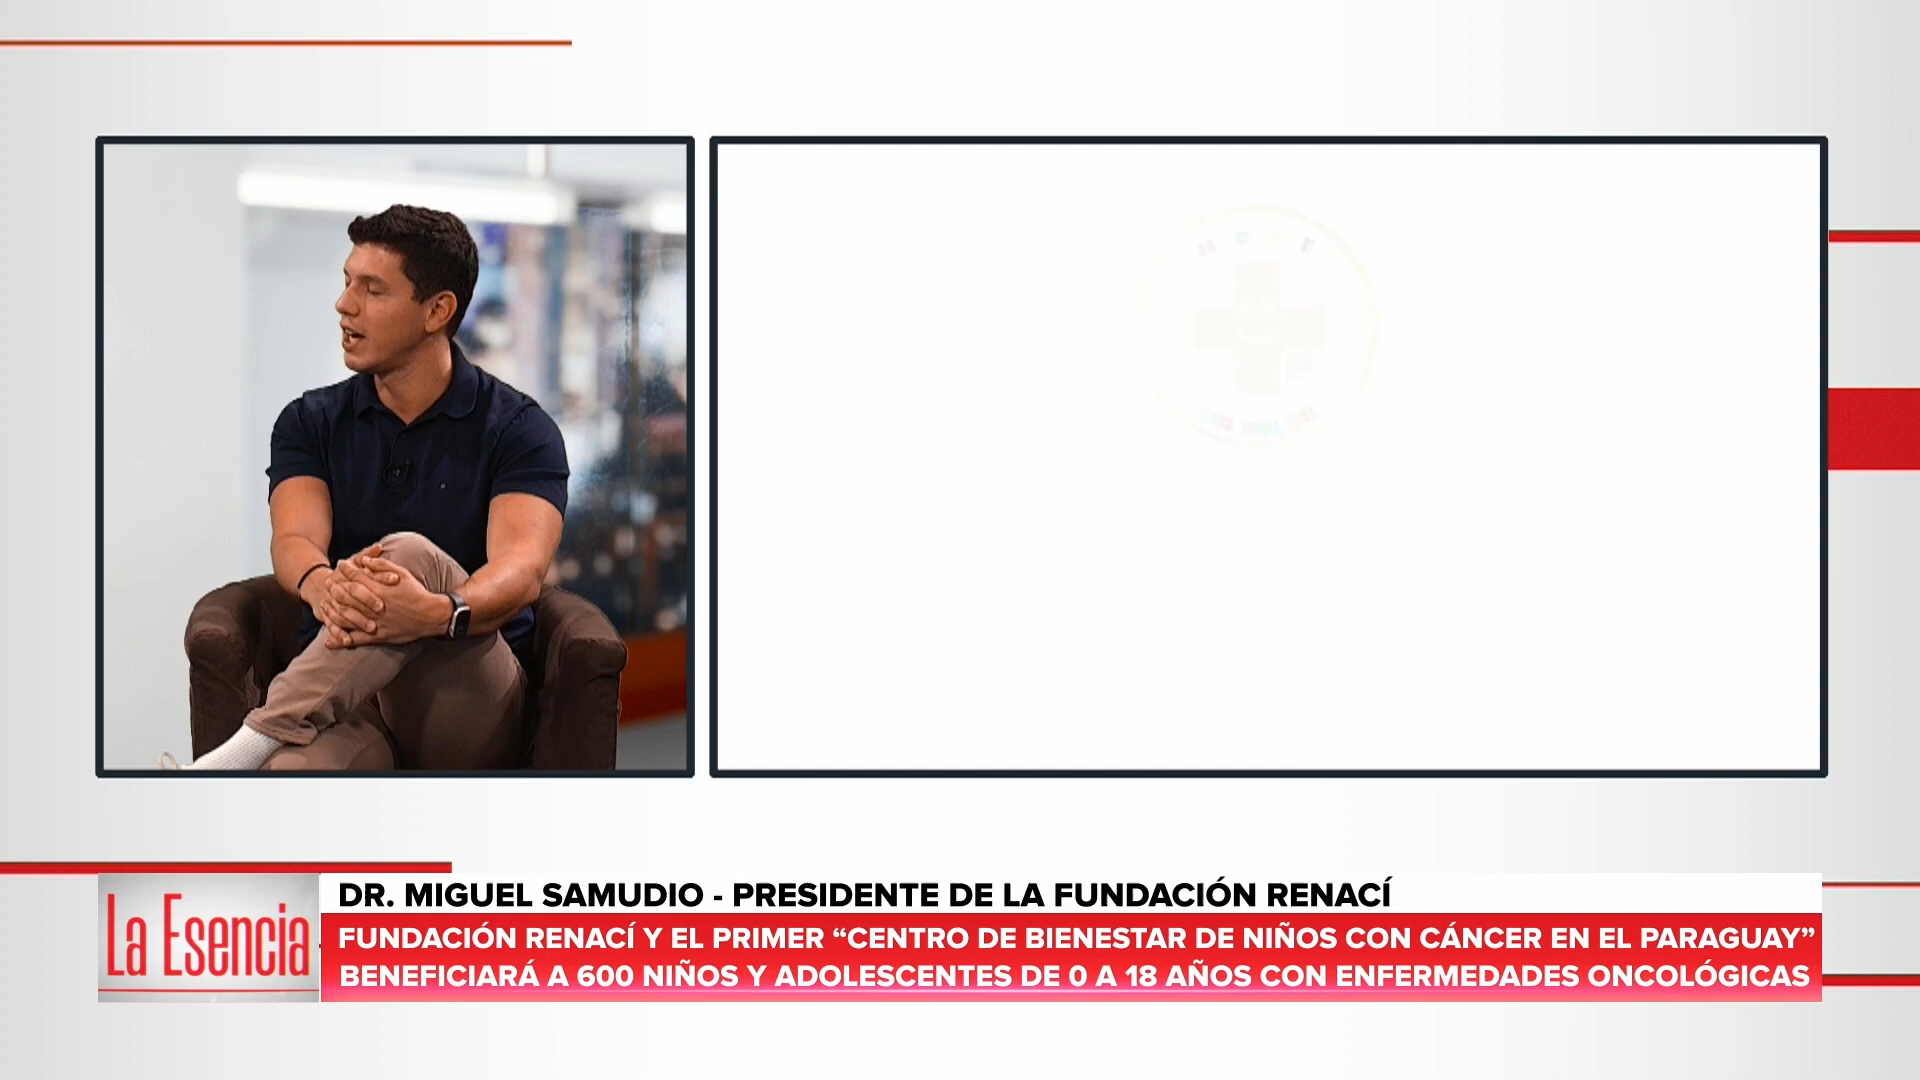 La Esencia
DR. MIGUEL SAMUDIO - PRESIDENTE DE LA FUNDACIÓN RENACÍ
FUNDACIÓN RENACÍ Y EL PRIMER “CENTRO DE BIENESTAR DE NIÑOS CON CÁNCER EN EL PARAGUAY”
BENEFICIARÁ A 600 NIÑOS Y ADOLESCENTES DE 0 A 18 AÑOS CON ENFERMEDADES ONCOLÓGICAS